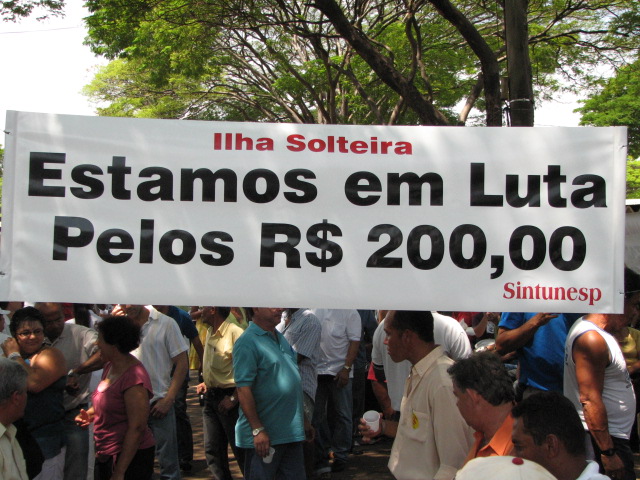 Ilha Solteira
Estamos em Luta
Pelos R$ 200,00
Sintunesp